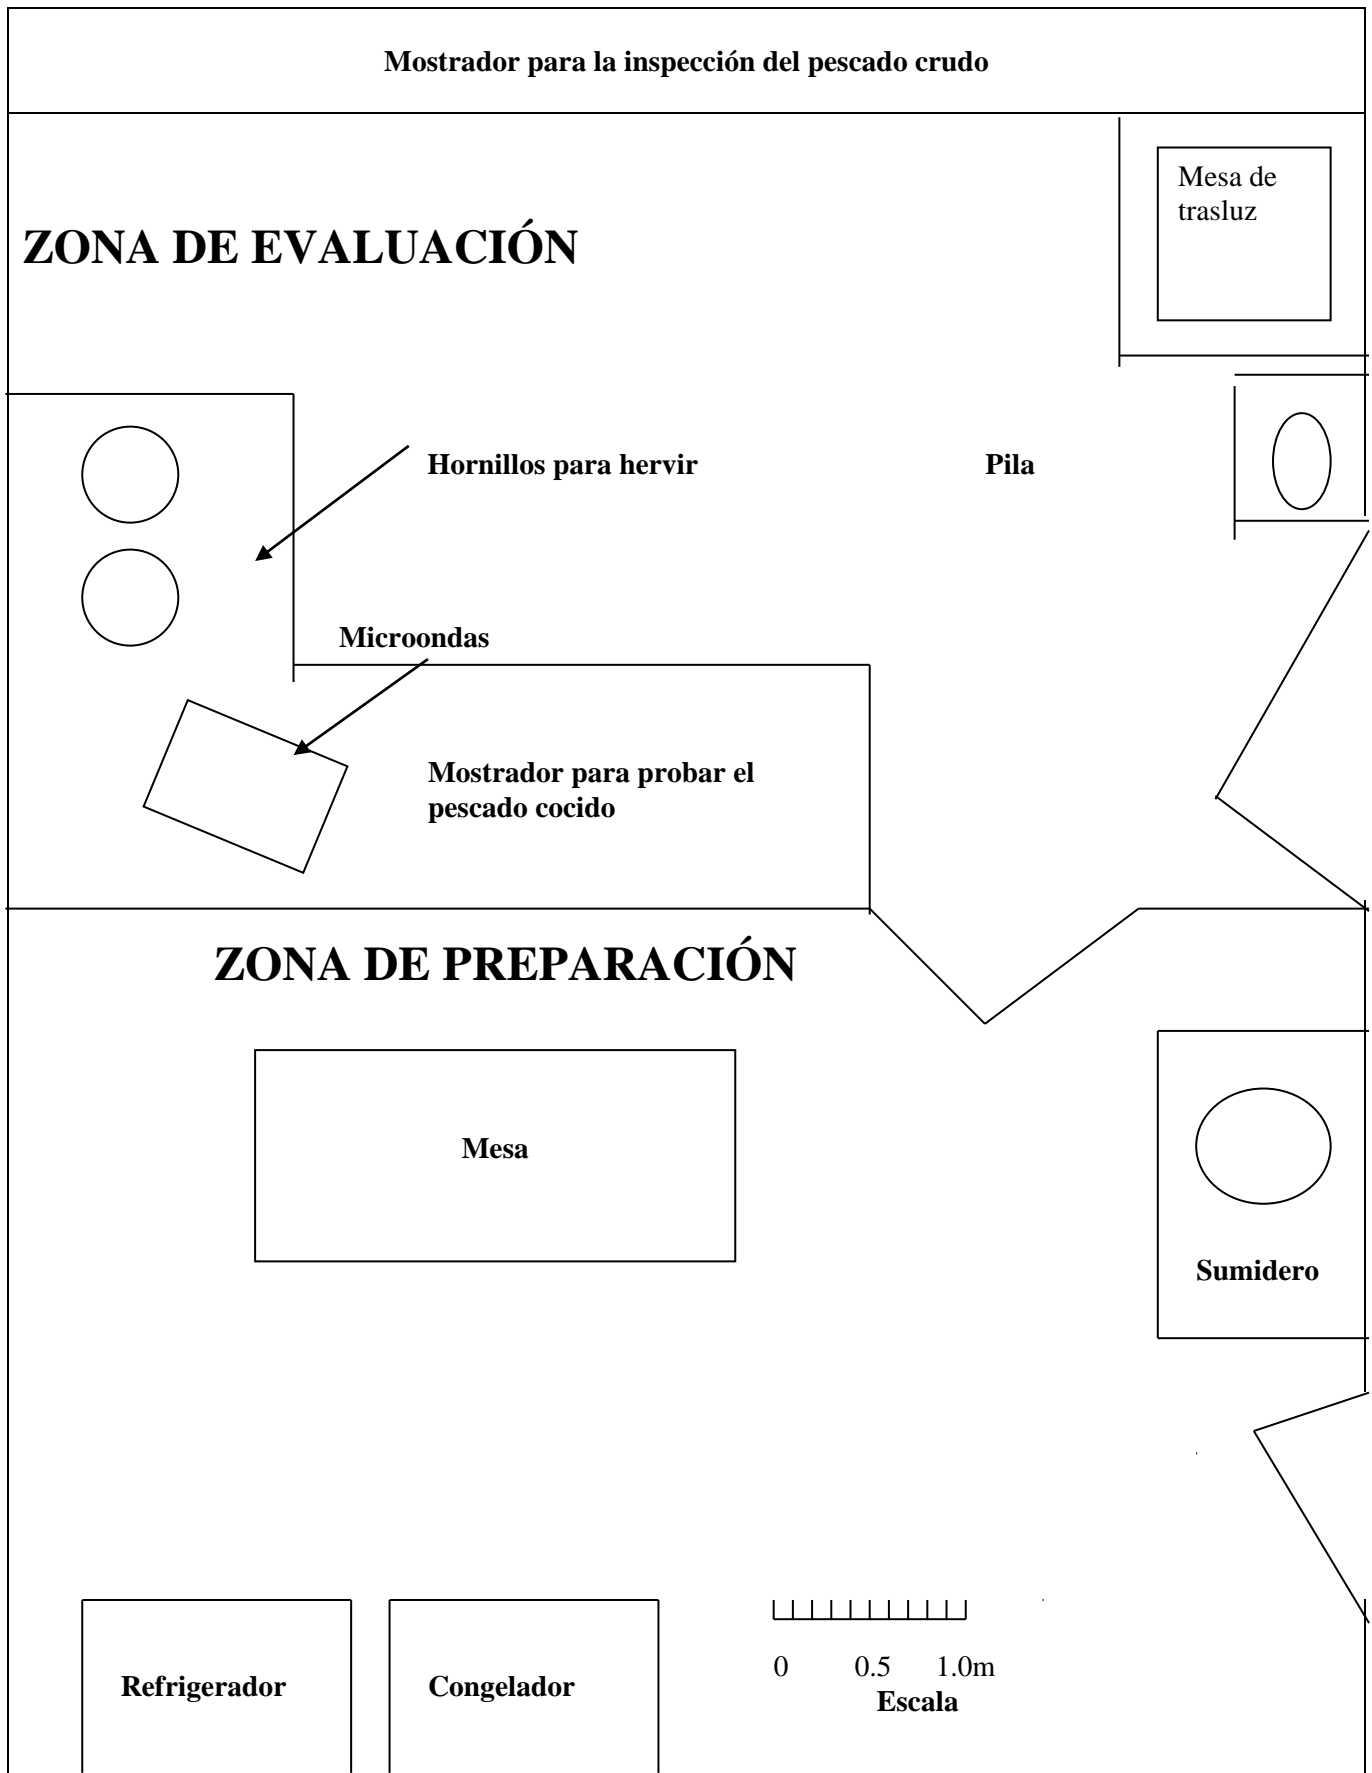 Mostrador para la inspección del pescado crudo
Mesa de
trasluz
ZONA DE EVALUACIÓN
Hornillos para hervir
Pila
Microondas
Mostrador para probar el
pescado cocido
ZONA DE PREPARACIÓN
Mesa
Sumidero
Refrigerador
Congelador
0 0.5 1.0m
Escala